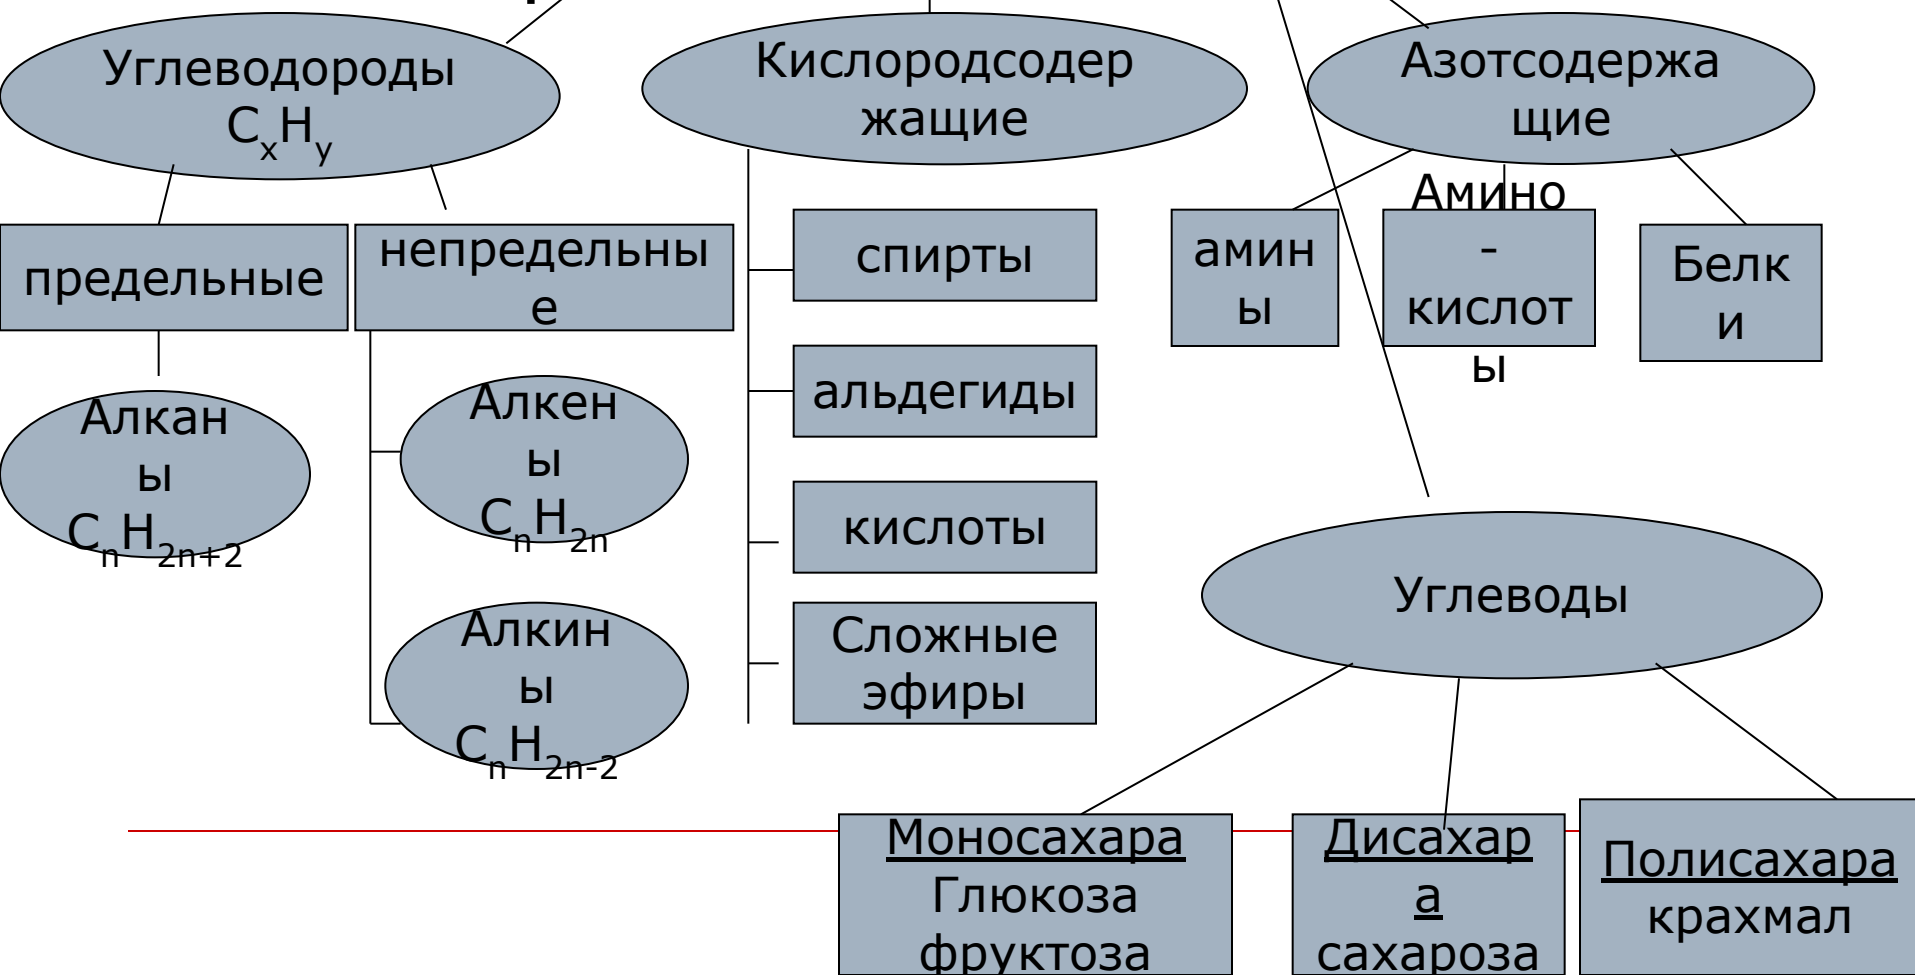 Углеводороды
CxHy
Кислородсодер
жащие
Азотсодержа
щие
предельные
непредельны
е
Алкан
ы
CnH2n+2
Алкен
ы
CnH2n
Алкин
ы
CnH2n-2
спирты
альдегиды
кислоты
Сложные
эфиры
амин
ы
Амино
-
кислот
ы
Белк
и
Углеводы
Моносахара
Глюкоза
фруктоза
Дисахар
а
сахароза
Полисахара
крахмал